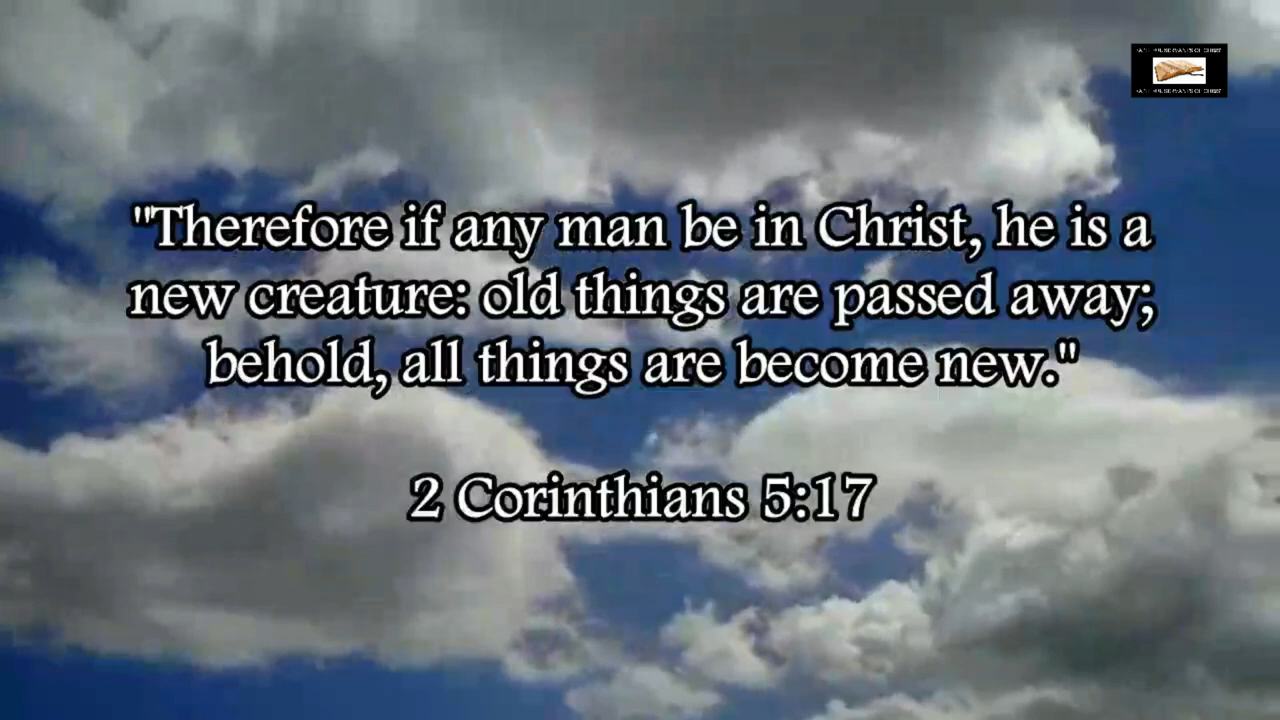 "Therefore if any man be in Christ, he is a
new creature: old things are passed away;
behold, all things are become new."
2 Corinthians 5:17